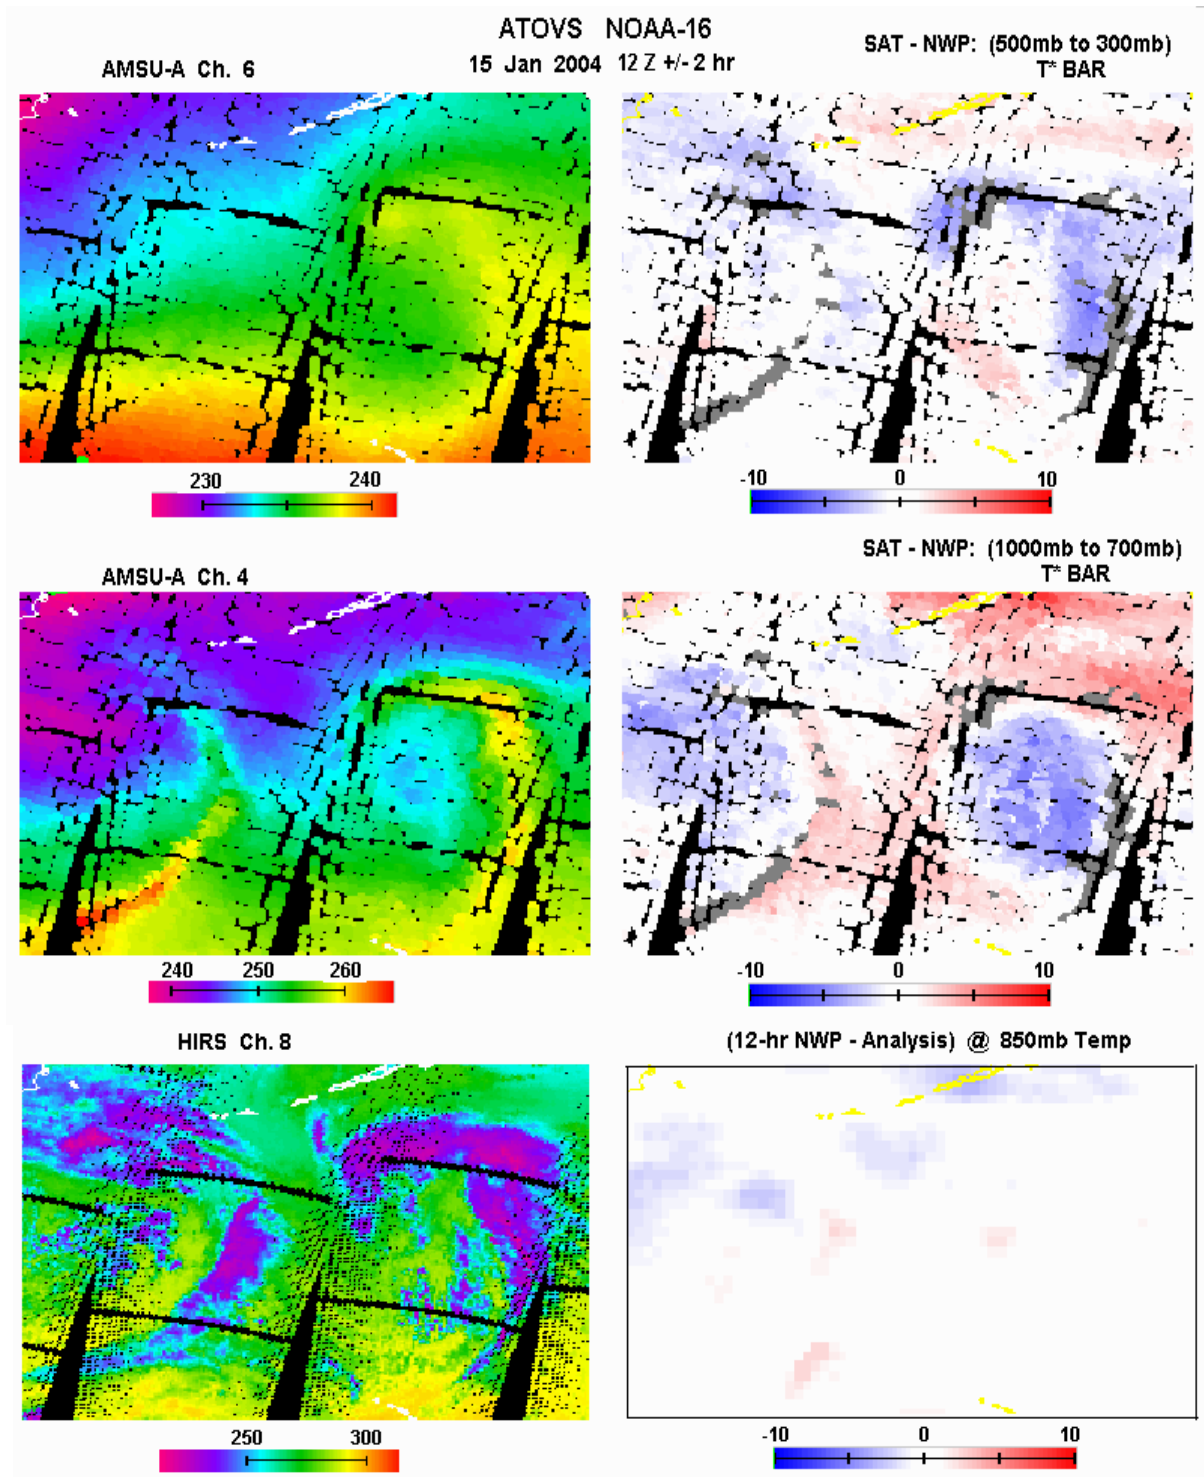 ATOVS NOAA-16
15 Jan 2004 12 Z +/- 2 hr
AMSU-A Ch. 6
SAT - NWP: (500mb to 300mb)
T* BAR
230 240
-10 0 10
AMSU-A Ch. 4
SAT - NWP: (1000mb to 700mb)
T* BAR
240 250 260
-10 0 10
HIRS Ch. 8
(12-hr NWP - Analysis) @ 850mb Temp
250 300
-10 0 10